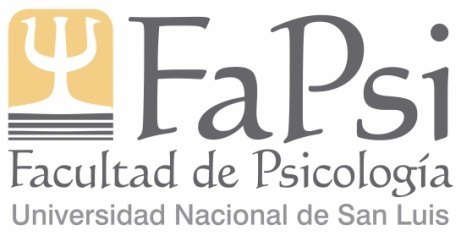 FaPsi
Facultad de Psicología
Universidad Nacional de San Luis